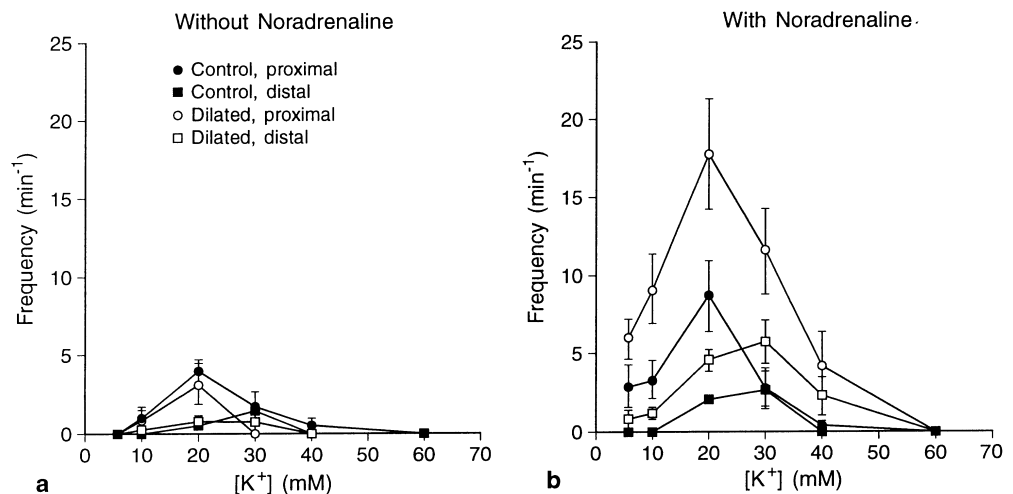 Without Noradrenaline
25
20
15
10
5
0
Frequency (min⁻¹)
Control, proximal
Control, distal
Dilated, proximal
Dilated, distal
0 10 20 30 40 50 60 70
[K⁺] (mM)
a
With Noradrenaline
25
20
15
10
5
0
Frequency (min⁻¹)
0 10 20 30 40 50 60 70
[K⁺] (mM)
b